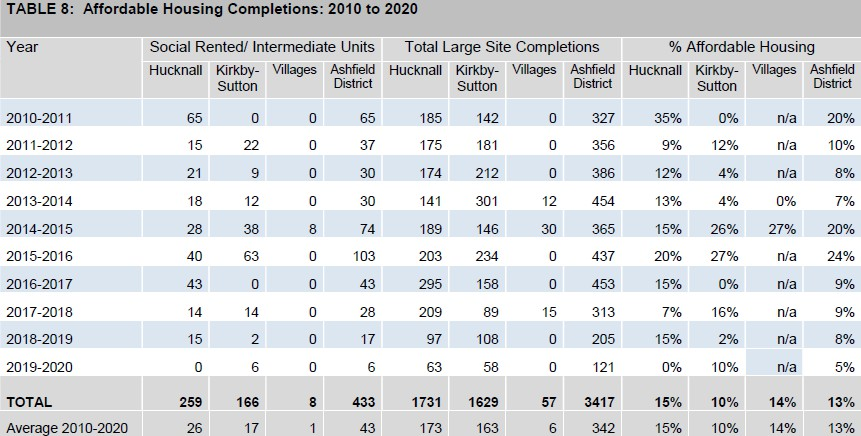 TABLE 8: Affordable Housing Completions: 2010 to 2020
Year Social Rented/ Intermediate Units Total Large Site Completions % Affordable Housing
Hucknall Kirkby-Sutton Villages Ashfield District Hucknall Kirkby-Sutton Villages Ashfield District Hucknall Kirkby-Sutton Villages Ashfield District
2010-2011 65 0 0 65 185 142 0 327 35% 0% n/a 20%
2011-2012 15 22 0 37 175 181 0 356 9% 12% n/a 10%
2012-2013 21 9 0 30 174 212 0 386 12% 4% n/a 8%
2013-2014 18 12 0 30 141 301 12 454 13% 4% 0% 7%
2014-2015 28 38 8 74 189 146 30 365 15% 26% 27% 20%
2015-2016 40 63 0 103 203 234 0 437 20% 27% n/a 24%
2016-2017 43 0 0 43 295 158 0 453 15% 0% n/a 9%
2017-2018 14 14 0 28 209 89 15 313 7% 16% n/a 9%
2018-2019 15 2 0 17 97 108 0 205 15% 2% n/a 8%
2019-2020 0 6 0 6 63 58 0 121 0% 10% n/a 5%
TOTAL 259 166 8 433 1731 1629 57 3417 15% 10% 14% 13%
Average 2010-2020 26 17 1 43 173 163 6 342 15% 10% 14% 13%